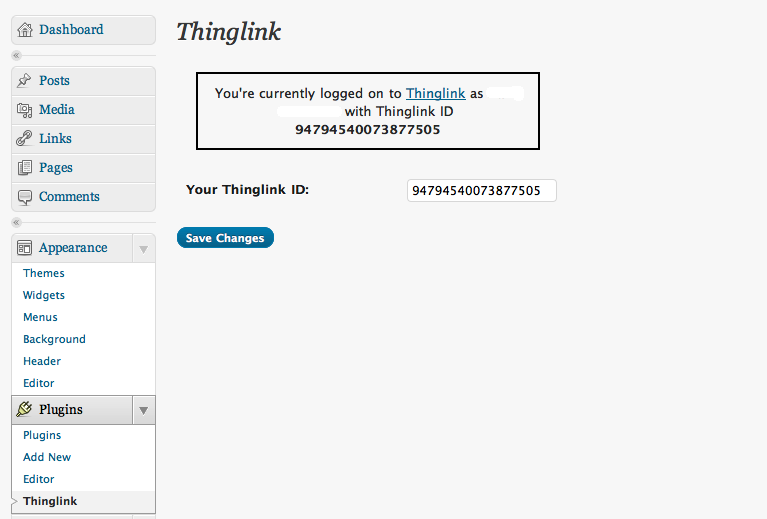 Dashboard
Posts
Media
Links
Pages
Comments
Appearance
Themes
Widgets
Menus
Background
Header
Editor
Plugins
Plugins
Add New
Editor
Thinglink
Thinglink
You're currently logged on to Thinglink as
with Thinglink ID
94794540073877505
Your Thinglink ID:
94794540073877505
Save Changes